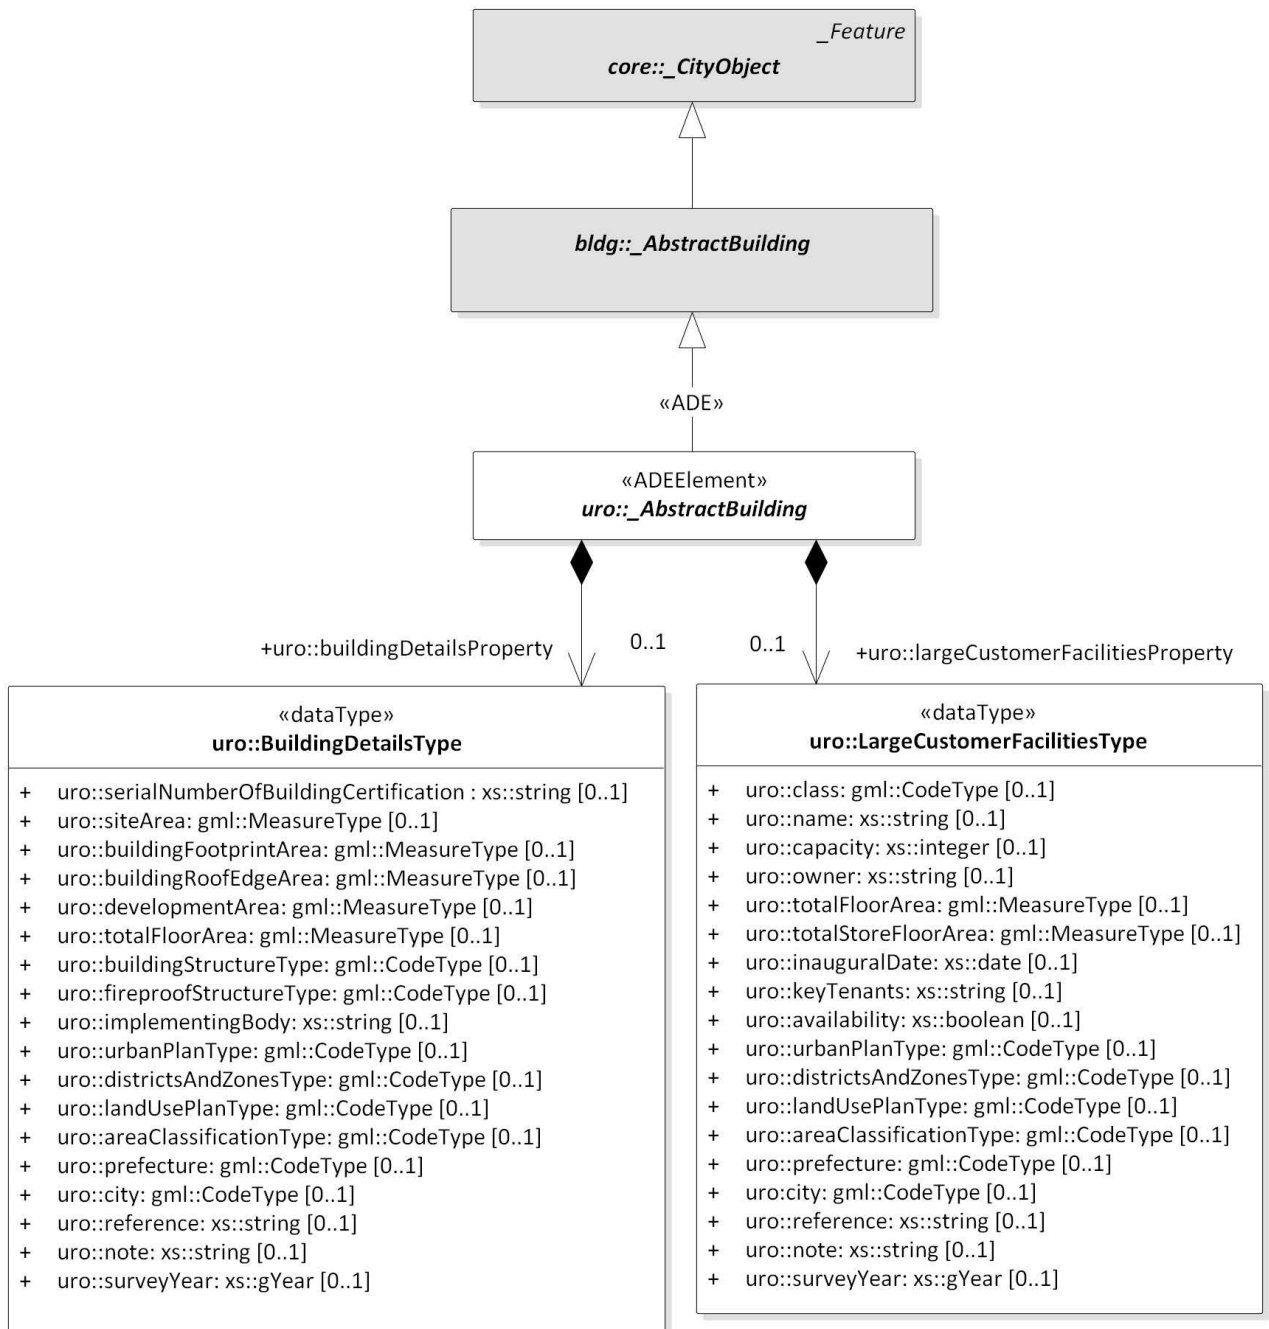 _Feature
core::_CityObject
bldg::_AbstractBuilding
«ADE»
«ADEElement»
uro::_AbstractBuilding
+uro::buildingDetailsProperty
0..1
0..1
+uro::largeCustomerFacilitiesProperty
«dataType»
uro::BuildingDetailsType
+ uro::serialNumberOfBuildingCertification : xs::string [0..1]
+ uro::siteArea: gml::MeasureType [0..1]
+ uro::buildingFootprintArea: gml::MeasureType [0..1]
+ uro::buildingRoofEdgeArea: gml::MeasureType [0..1]
+ uro::developmentArea: gml::MeasureType [0..1]
+ uro::totalFloorArea: gml::MeasureType [0..1]
+ uro::buildingStructureType: gml::CodeType [0..1]
+ uro::fireproofStructureType: gml::CodeType [0..1]
+ uro::implementingBody: xs::string [0..1]
+ uro::urbanPlanType: gml::CodeType [0..1]
+ uro::districtsAndZonesType: gml::CodeType [0..1]
+ uro::landUsePlanType: gml::CodeType [0..1]
+ uro::areaClassificationType: gml::CodeType [0..1]
+ uro::prefecture: gml::CodeType [0..1]
+ uro::city: gml::CodeType [0..1]
+ uro::reference: xs::string [0..1]
+ uro::note: xs::string [0..1]
+ uro::surveyYear: xs::gYear [0..1]
«dataType»
uro::LargeCustomerFacilitiesType
+ uro::class: gml::CodeType [0..1]
+ uro::name: xs::string [0..1]
+ uro::capacity: xs::integer [0..1]
+ uro::owner: xs::string [0..1]
+ uro::totalFloorArea: gml::MeasureType [0..1]
+ uro::totalStoreFloorArea: gml::MeasureType [0..1]
+ uro::inauguralDate: xs::date [0..1]
+ uro::keyTenants: xs::string [0..1]
+ uro::availability: xs::boolean [0..1]
+ uro::urbanPlanType: gml::CodeType [0..1]
+ uro::districtsAndZonesType: gml::CodeType [0..1]
+ uro::landUsePlanType: gml::CodeType [0..1]
+ uro::areaClassificationType: gml::CodeType [0..1]
+ uro::prefecture: gml::CodeType [0..1]
+ uro:city: gml::CodeType [0..1]
+ uro::reference: xs::string [0..1]
+ uro::note: xs::string [0..1]
+ uro::surveyYear: xs::gYear [0..1]